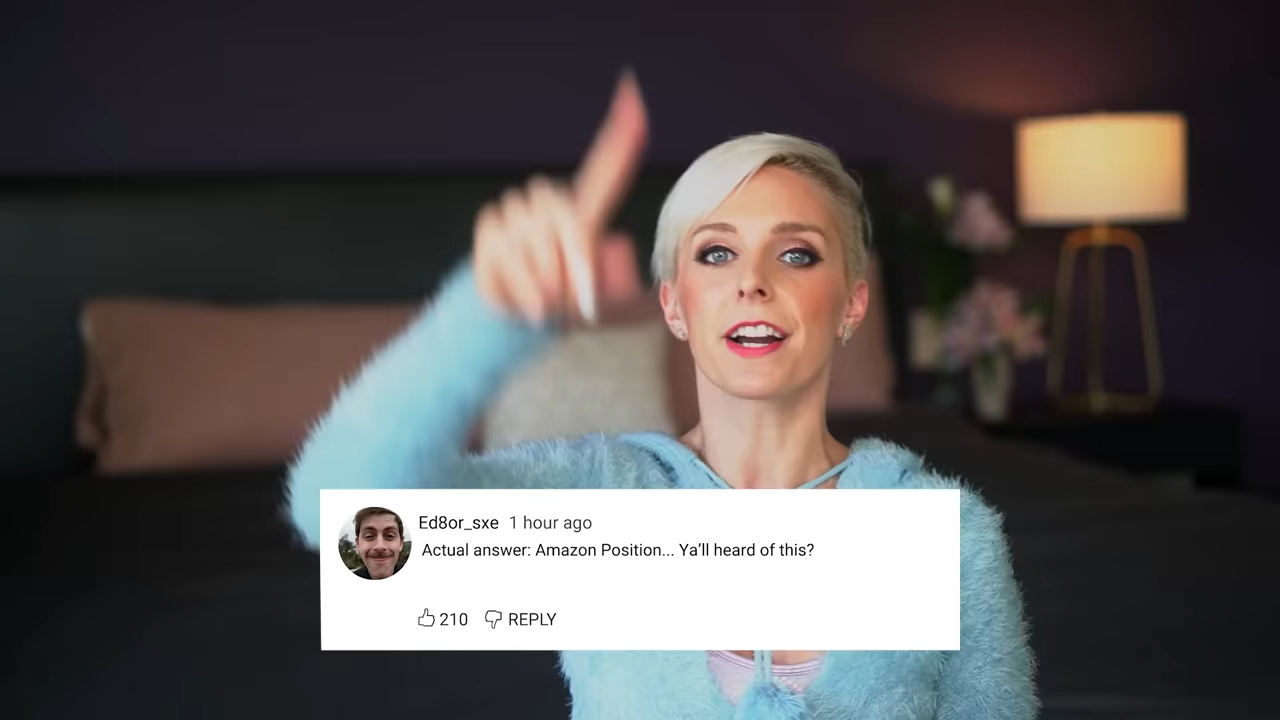 Ed8or_sxe 1 hour ago
Actual answer: Amazon Position... Ya'll heard of this?
210 REPLY